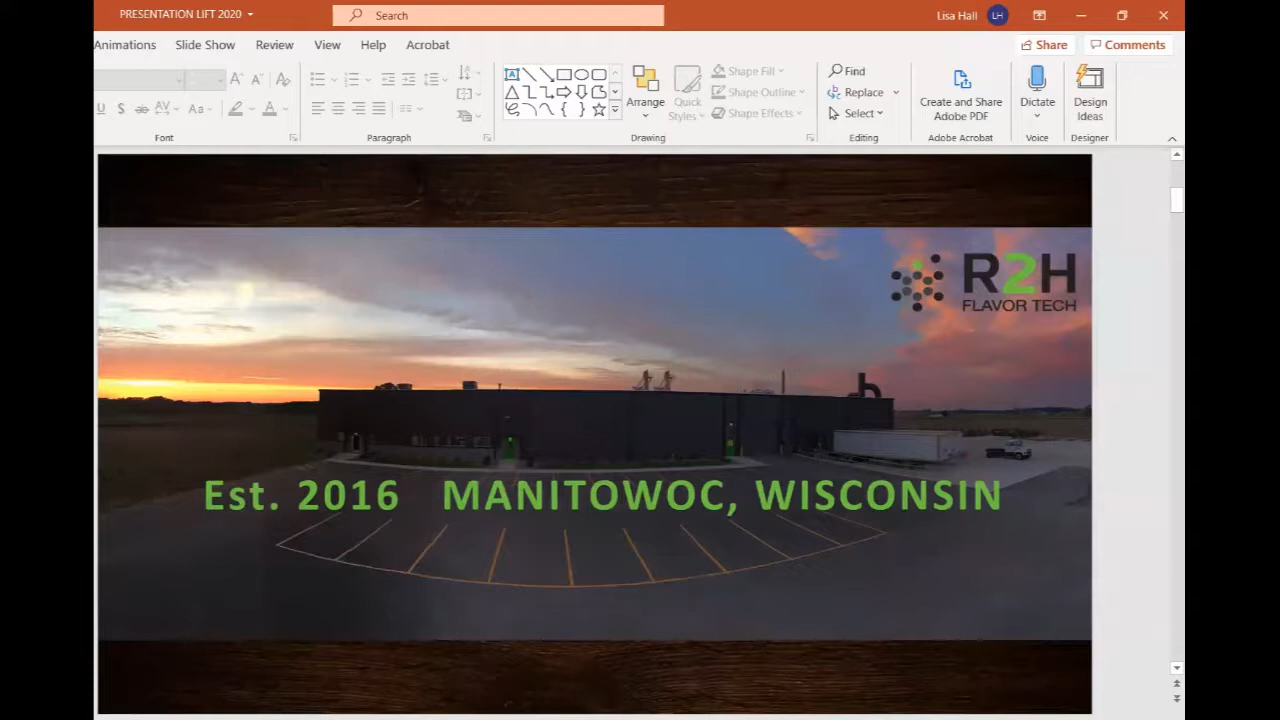 PRESENTATION LIFT 2020
Search
Lisa Hall
LH
Animations Slide Show Review View Help Acrobat
Share Comments
Shape Fill
Shape Outline
Shape Effects
Arrange
Quick
Styles
Find
Replace
Select
Create and Share
Adobe PDF
Dictate
Design
Ideas
Font Paragraph Drawing Editing Adobe Acrobat Voice Designer
R2H
FLAVOR TECH
Est. 2016 MANITOWOC, WISCONSIN